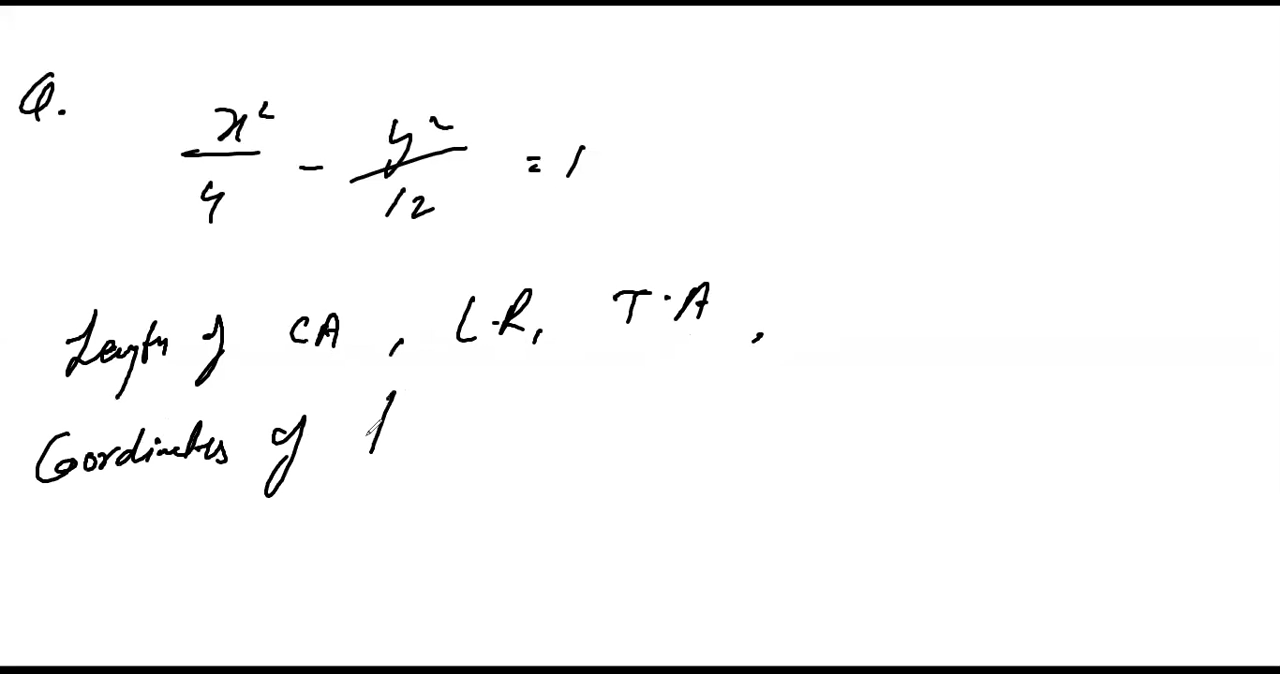 Q. x²/4 - y²/12 = 1
Length of CA, L.R, T.A,
Coordinates of